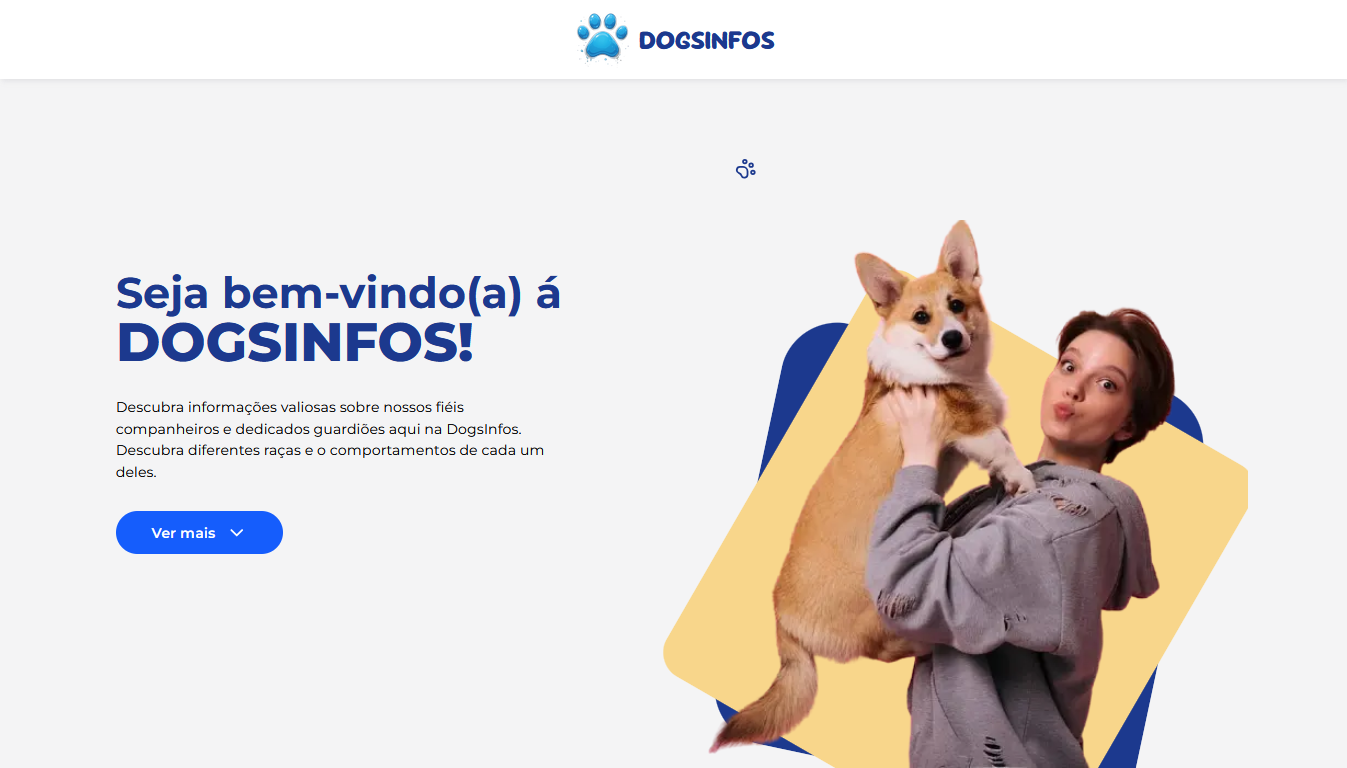 DOGSINFOS
Seja bem-vindo(a) á
DOGSINFOS!
Descubra informações valiosas sobre nossos fiéis
companheiros e dedicados guardiões aqui na DogsInfos.
Descubra diferentes raças e o comportamentos de cada um
deles.
Ver mais